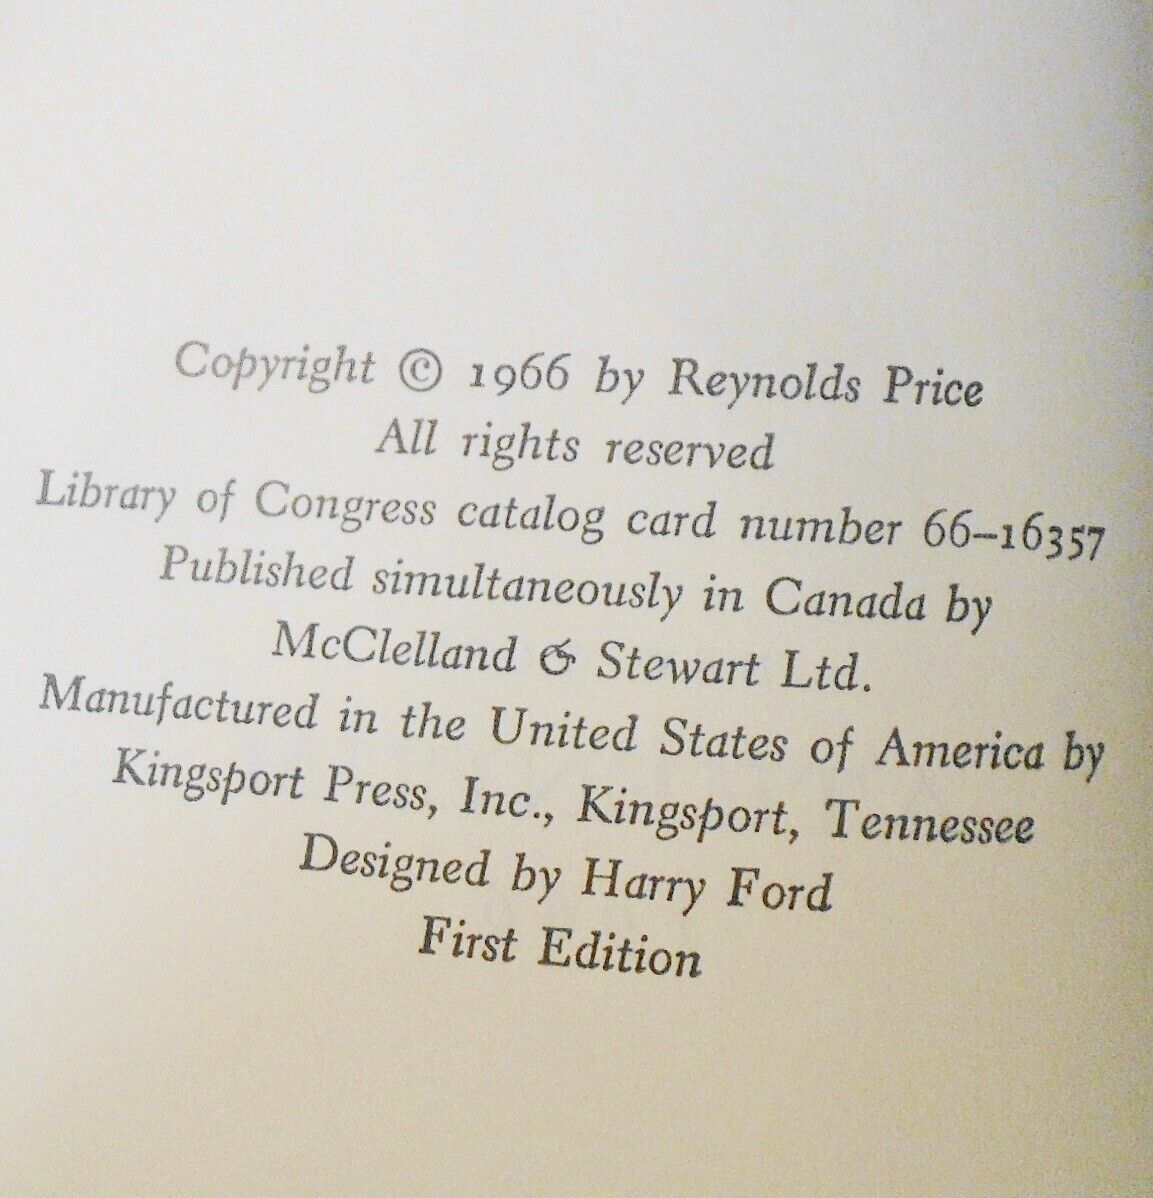 Copyright © 1966 by Reynolds Price
All rights reserved
Library of Congress catalog card number 66–16357
Published simultaneously in Canada by
McClelland & Stewart Ltd.
Manufactured in the United States of America by
Kingsport Press, Inc., Kingsport, Tennessee
Designed by Harry Ford
First Edition